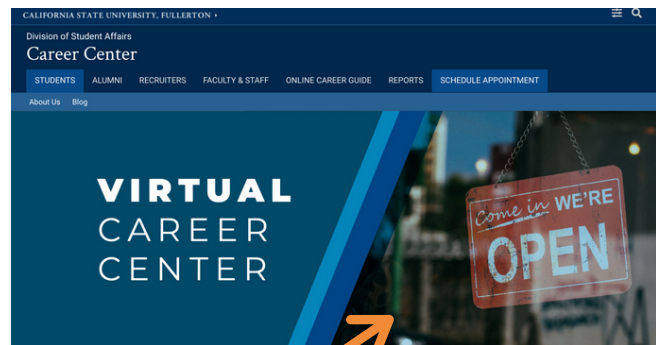 CALIFORNIA STATE UNIVERSITY, FULLERTON
Division of Student Affairs
Career Center
STUDENTS ALUMNI RECRUITERS FACULTY & STAFF ONLINE CAREER GUIDE REPORTS SCHEDULE APPOINTMENT
About Us Blog
VIRTUAL
CAREER
CENTER
come in WE'RE
OPEN